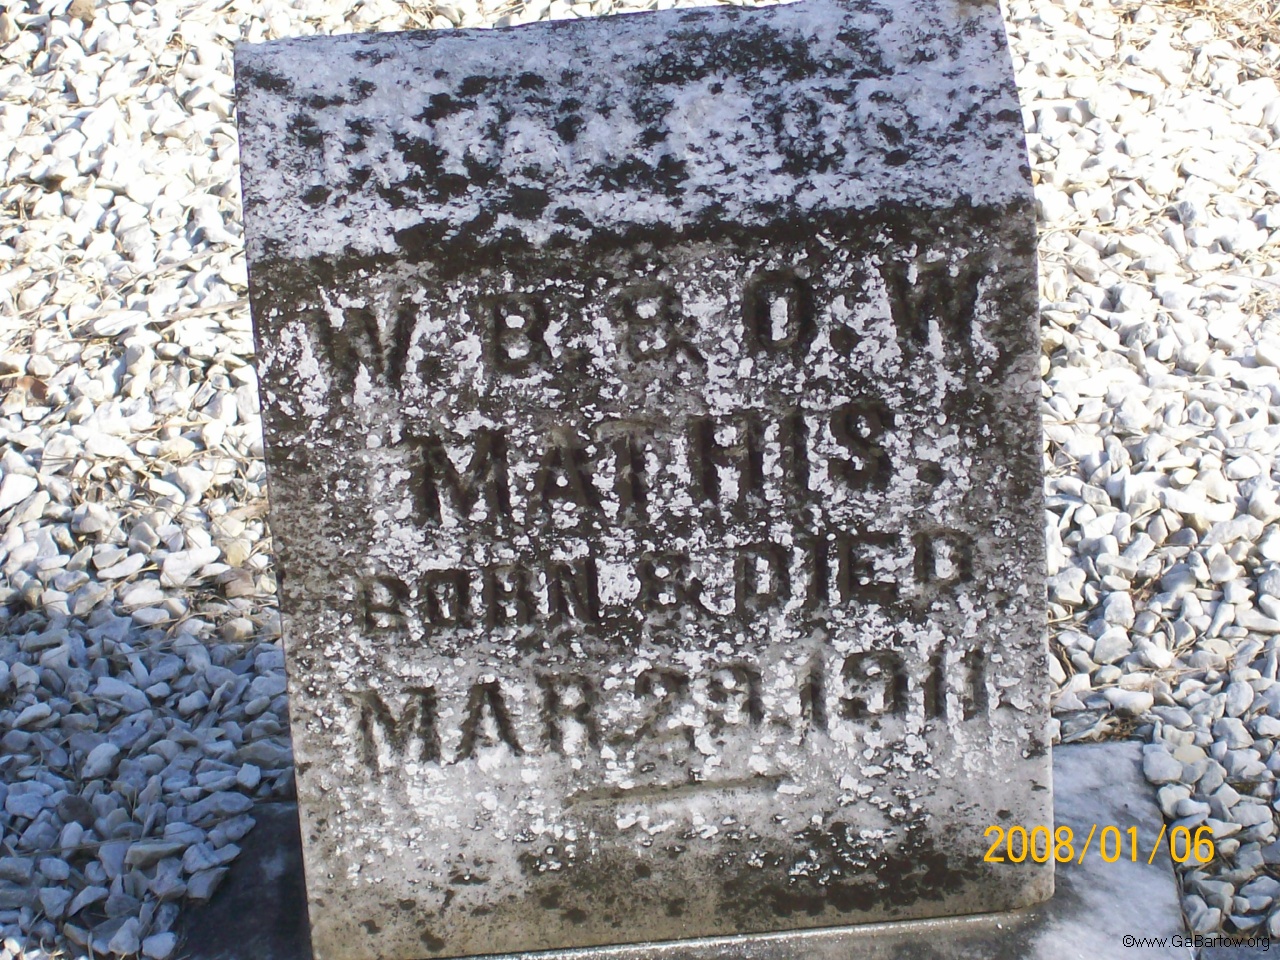 W. B. & O. W
MATHIS.
BORN & DIED
MAR. 29, 1911.
2008/01/06
©www.GaBartow.org